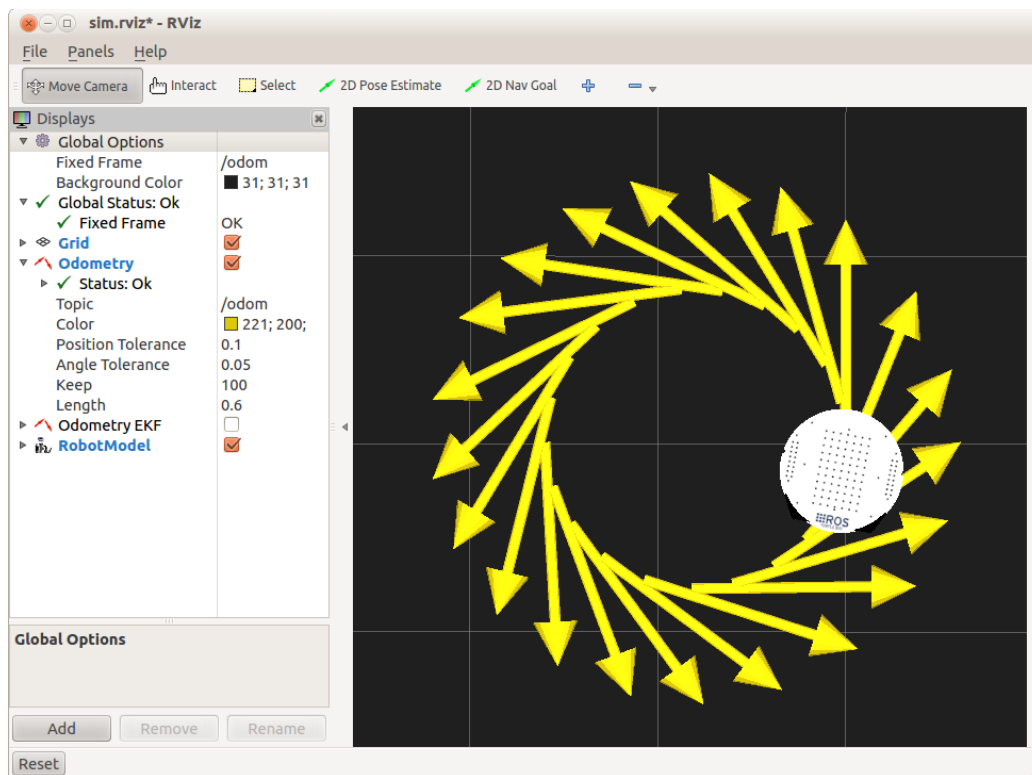 sim.rviz* - RViz
File Panels Help
Move Camera Interact Select 2D Pose Estimate 2D Nav Goal
Displays
Global Options
Fixed Frame /odom
Background Color 31; 31; 31
Global Status: Ok
Fixed Frame OK
Grid
Odometry
Status: Ok
Topic /odom
Color 221; 200;
Position Tolerance 0.1
Angle Tolerance 0.05
Keep 100
Length 0.6
Odometry EKF
RobotModel
ROS
Global Options
Add Remove Rename
Reset